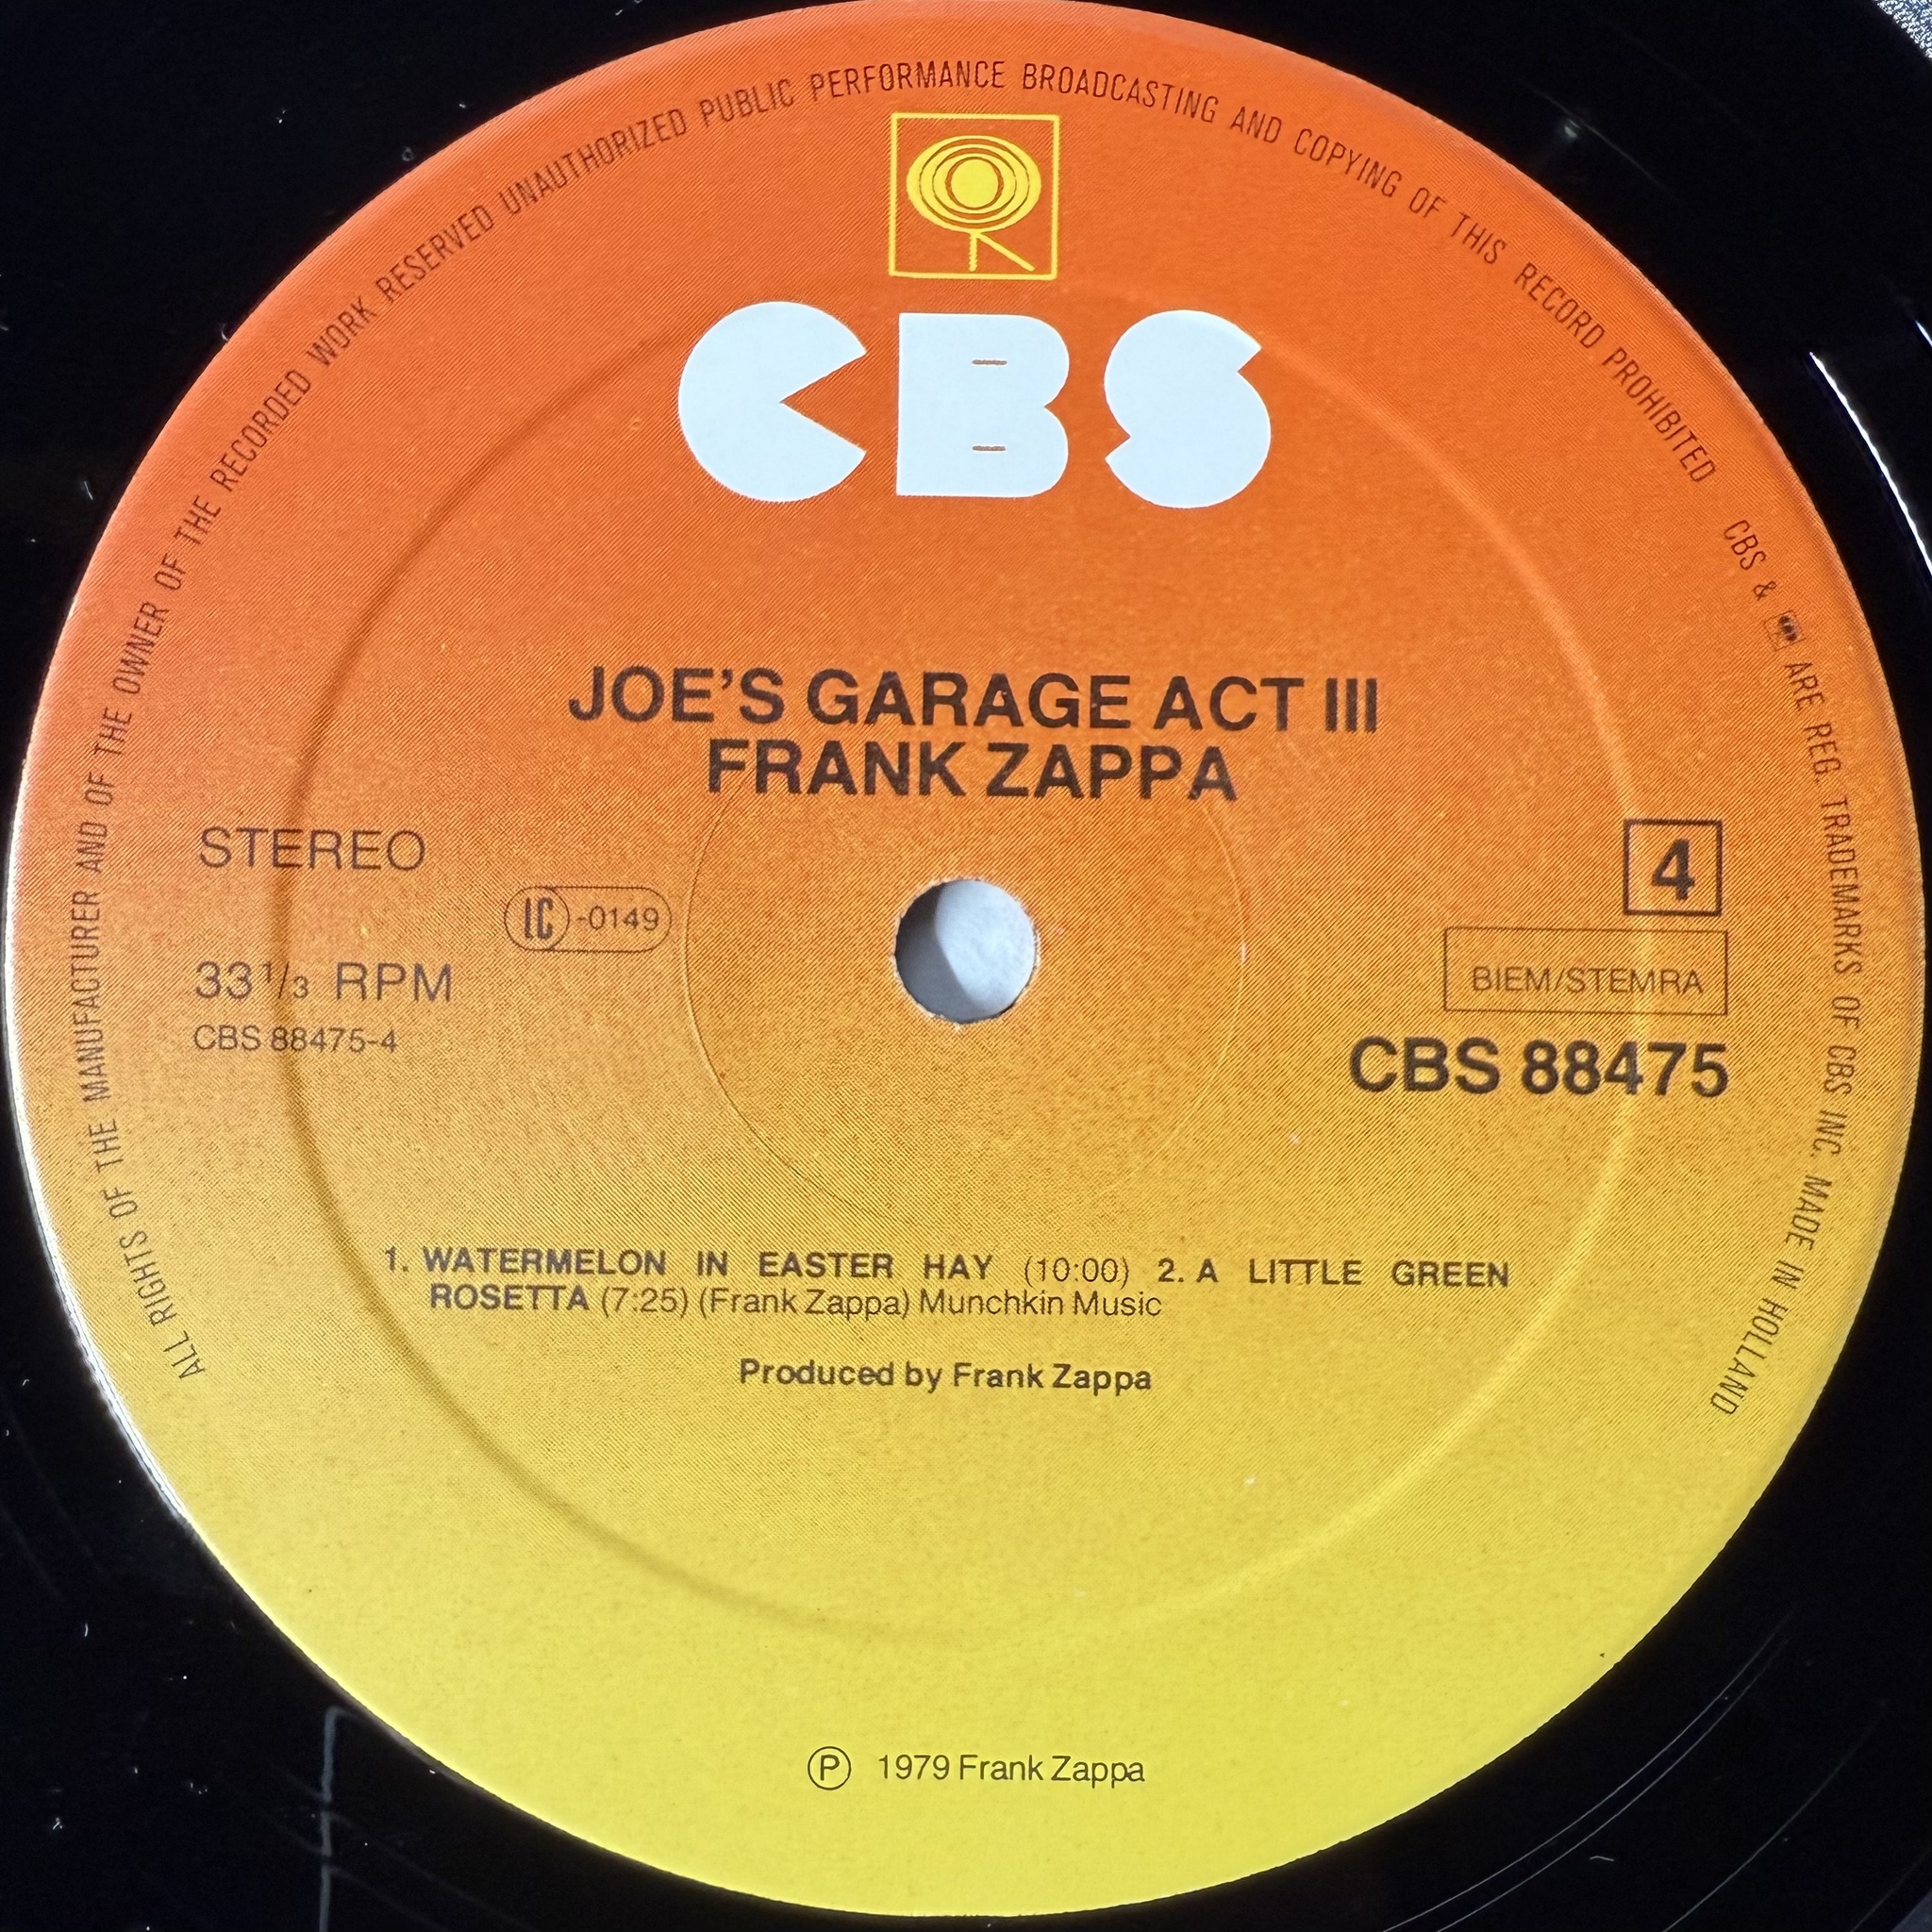 ALL RIGHTS OF THE MANUFACTURER AND OF THE OWNER OF THE RECORDED WORK RESERVED UNAUTHORIZED PUBLIC PERFORMANCE BROADCASTING AND COPYING OF THIS RECORD PROHIBITED CBS & ARE REG. TRADEMARKS OF CBS INC. MADE IN HOLLAND
CBS
JOE'S GARAGE ACT III
FRANK ZAPPA
STEREO
4
LC-0149
BIEM/STEMRA
33 1/3 RPM
CBS 88475-4
CBS 88475
1. WATERMELON IN EASTER HAY (10:00) 2. A LITTLE GREEN
ROSETTA (7:25) (Frank Zappa) Munchkin Music
Produced by Frank Zappa
Ⓟ 1979 Frank Zappa